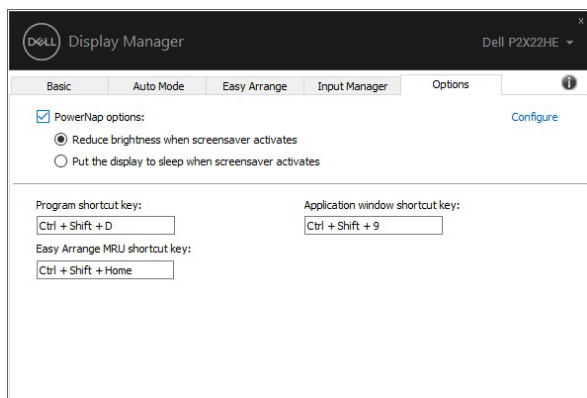 DELL Display Manager
Dell P2X22HE
x
Basic Auto Mode Easy Arrange Input Manager Options
PowerNap options:
Configure
Reduce brightness when screensaver activates
Put the display to sleep when screensaver activates
Program shortcut key:
Application window shortcut key:
Ctrl + Shift + D
Ctrl + Shift + 9
Easy Arrange MRU shortcut key:
Ctrl + Shift + Home